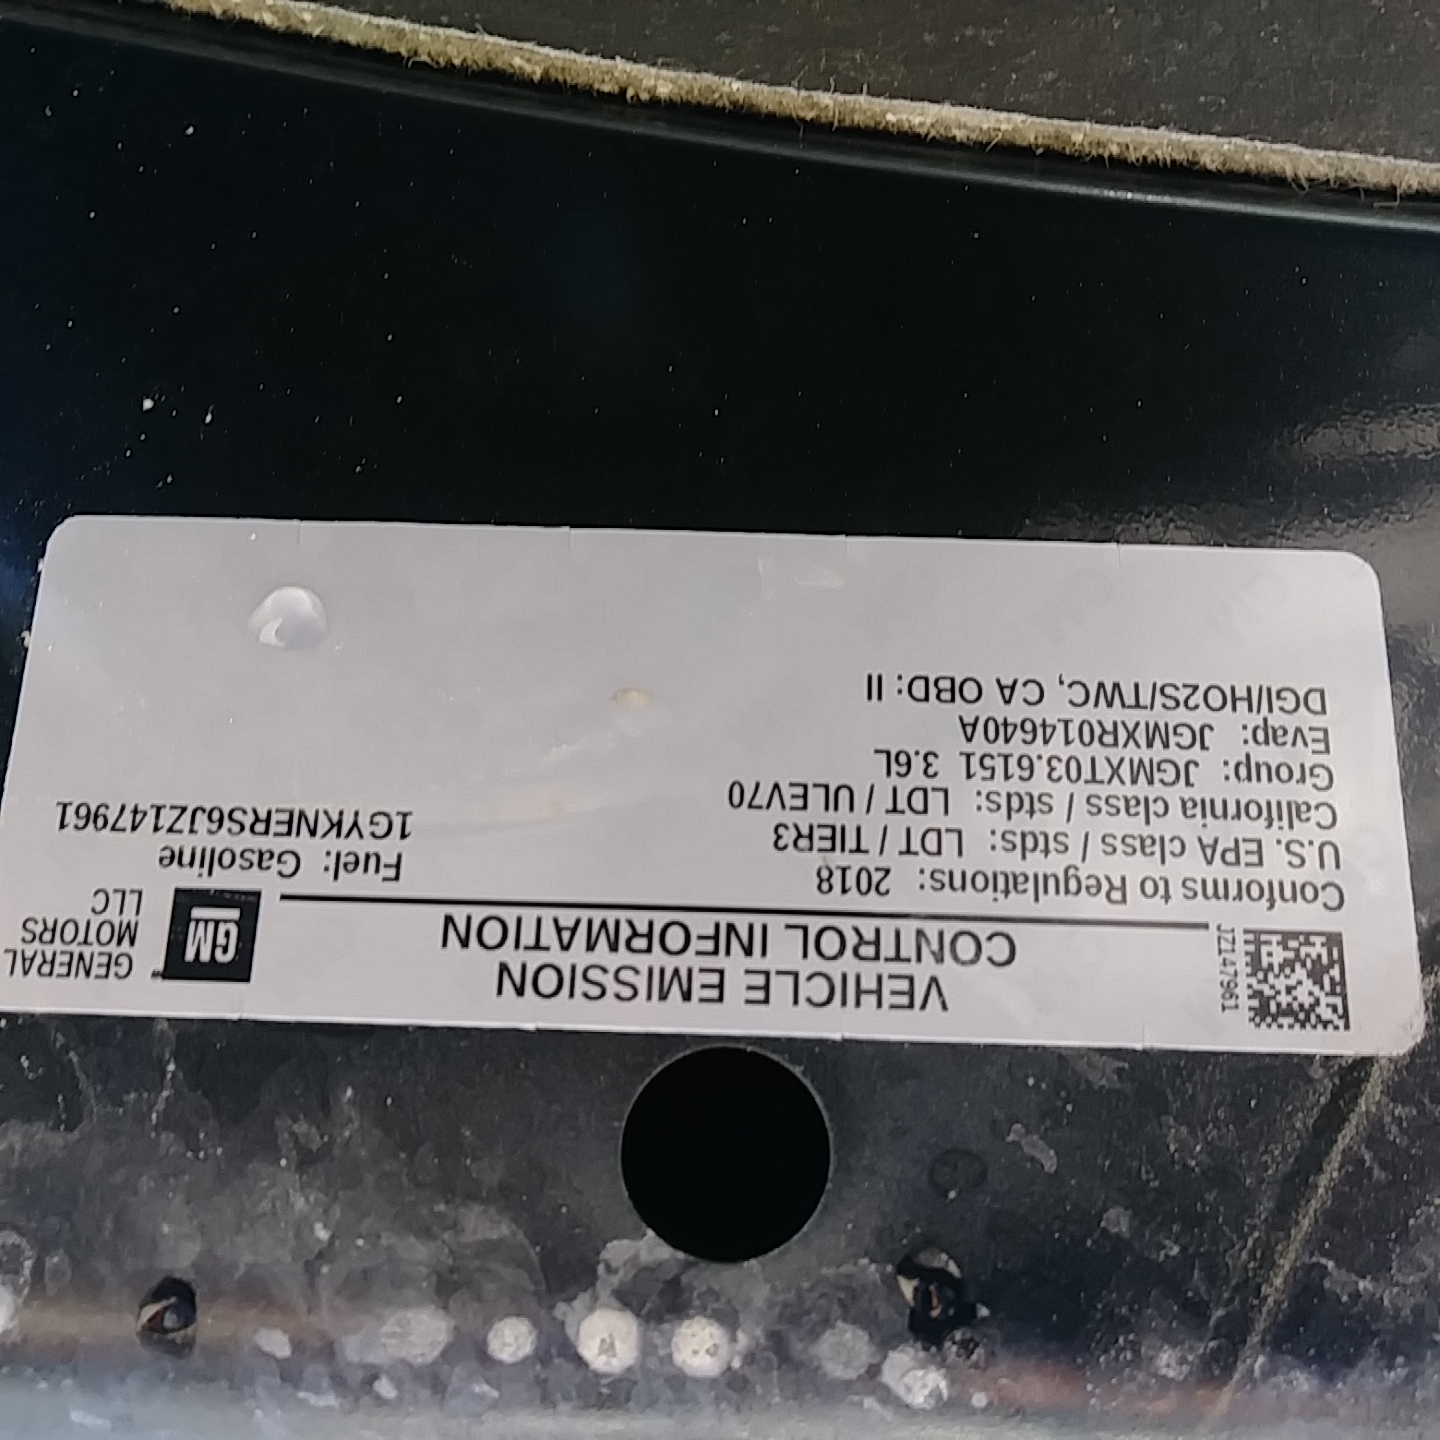 JZ147961
VEHICLE EMISSION
CONTROL INFORMATION
GM
GENERAL
MOTORS
LLC
Conforms to Regulations: 2018
U.S. EPA class / stds: LDT / TIER3
California class / stds: LDT / ULEV70
Group: JGMXT03.6151 3.6L
Evap: JGMXR014640A
DGI/HO2S/TWC, CA OBD: II
Fuel: Gasoline
1GYKNERS6JZ147961